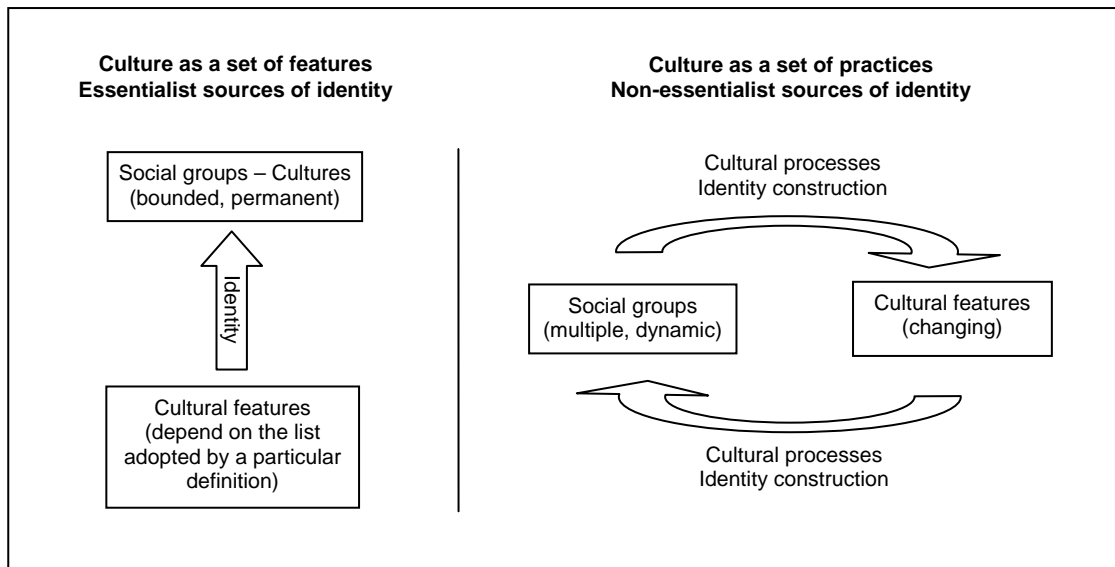 Culture as a set of features
Essentialist sources of identity
Social groups – Cultures
(bounded, permanent)
Identity
Cultural features
(depend on the list
adopted by a particular
definition)
Culture as a set of practices
Non-essentialist sources of identity
Cultural processes
Identity construction
Social groups
(multiple, dynamic)
Cultural features
(changing)
Cultural processes
Identity construction